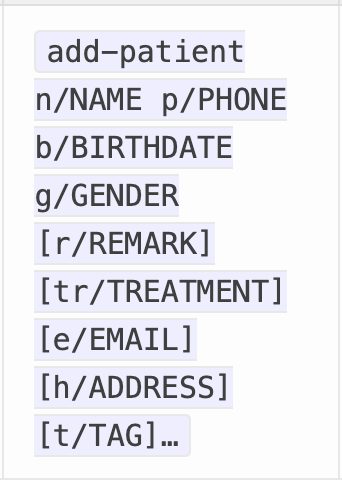 add-patient
n/NAME p/PHONE
b/BIRTHDATE
g/GENDER
[r/REMARK]
[tr/TREATMENT]
[e/EMAIL]
[h/ADDRESS]
[t/TAG]…